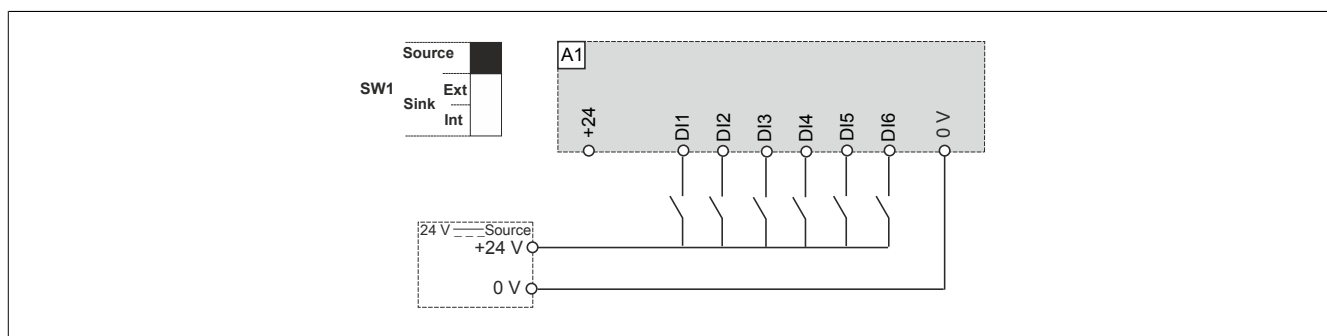 Source
SW1
Sink
Ext
Int
A1
+24
DI1
DI2
DI3
DI4
DI5
DI6
0 V
24 V Source
+24 V
0 V